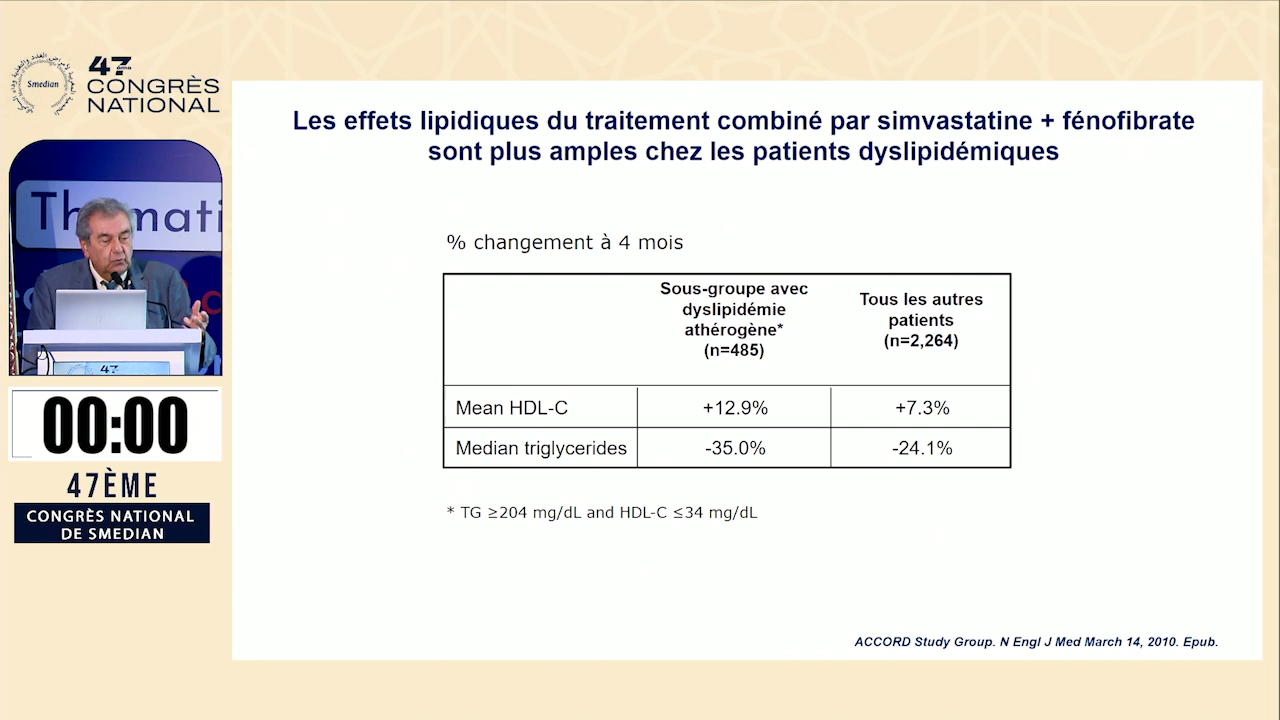 Smedian
47ème
CONGRÈS
NATIONAL
Thémati
47
00:00
47ÈME
CONGRÈS NATIONAL
DE SMEDIAN
Les effets lipidiques du traitement combiné par simvastatine + fénofibrate
sont plus amples chez les patients dyslipidémiques
% changement à 4 mois
Sous-groupe avec
dyslipidémie
athérogène*
(n=485)
Tous les autres
patients
(n=2,264)
Mean HDL-C +12.9% +7.3%
Median triglycerides -35.0% -24.1%
* TG ≥204 mg/dL and HDL-C ≤34 mg/dL
ACCORD Study Group. N Engl J Med March 14, 2010. Epub.